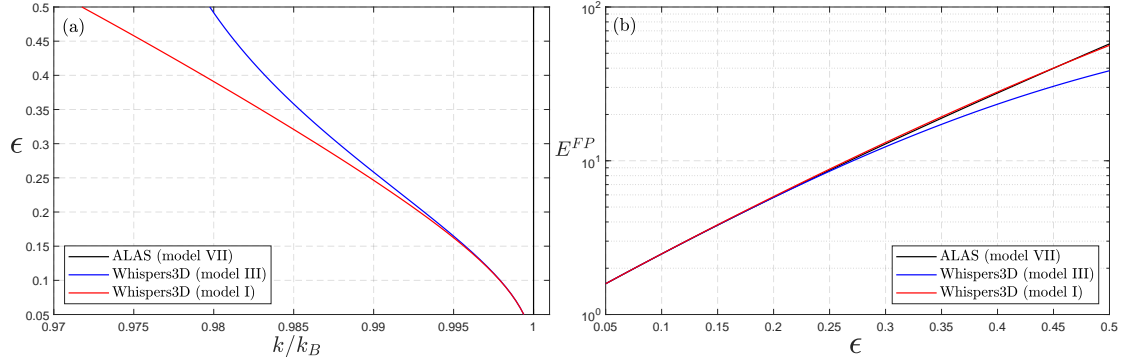 (a)
0.5
0.45
0.4
0.35
0.3
0.25
0.2
0.15
0.1
0.05
ϵ
ALAS (model VII)
Whispers3D (model III)
Whispers3D (model I)
0.97
0.975
0.98
0.985
0.99
0.995
1
k/k_B
(b)
10^2
10^1
10^0
E^{FP}
ALAS (model VII)
Whispers3D (model III)
Whispers3D (model I)
0.05
0.1
0.15
0.2
0.25
0.3
0.35
0.4
0.45
0.5
ϵ